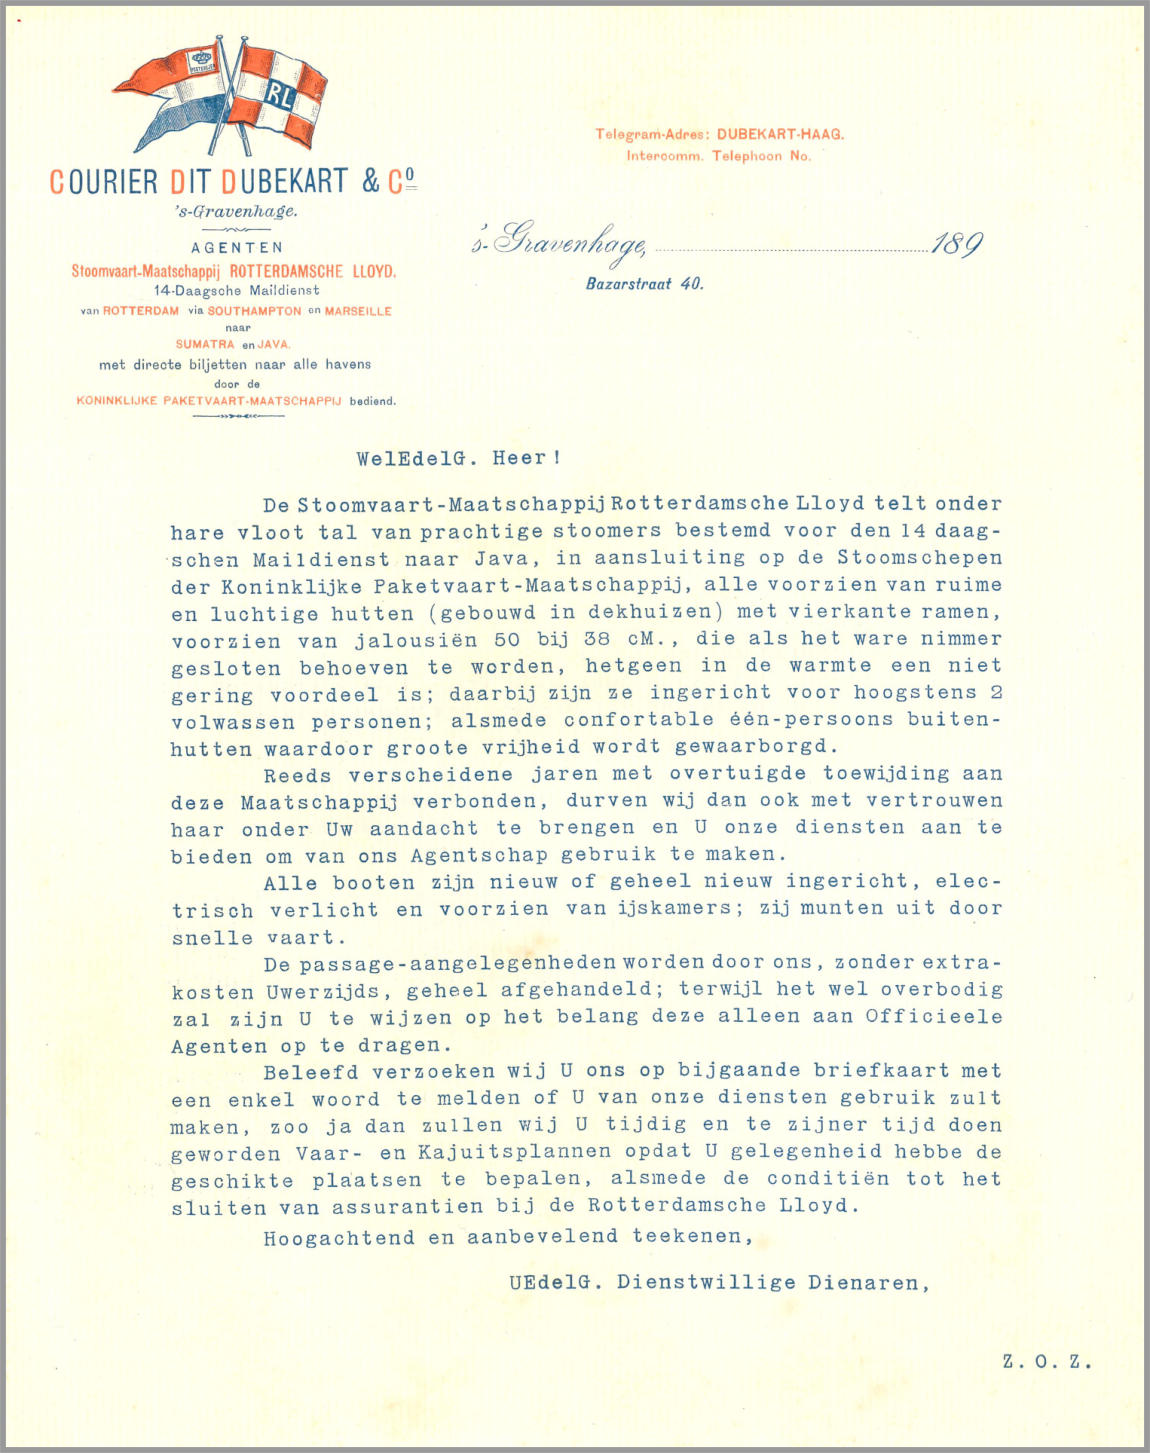 RL
COURIER DIT DUBEKART & Cº
's-Gravenhage.
AGENTEN
Stoomvaart-Maatschappij ROTTERDAMSCHE LLOYD.
14-Daagsche Maildienst
van ROTTERDAM via SOUTHAMPTON en MARSEILLE
naar
SUMATRA en JAVA.
met directe biljetten naar alle havens
door de
KONINKLIJKE PAKETVAART-MAATSCHAPPIJ bediend.
Telegram-Adres: DUBEKART-HAAG.
Intercomm. Telephoon No.
's-Gravenhage, 189
Bazarstraat 40.
WelEdelG. Heer!
De Stoomvaart-Maatschappij Rotterdamsche Lloyd telt onder
hare vloot tal van prachtige stoomers bestemd voor den 14 daag-
schen Maildienst naar Java, in aansluiting op de Stoomschepen
der Koninklijke Paketvaart-Maatschappij, alle voorzien van ruime
en luchtige hutten (gebouwd in dekhuizen) met vierkante ramen,
voorzien van jalousiën 50 bij 38 cM., die als het ware nimmer
gesloten behoeven te worden, hetgeen in de warmte een niet
gering voordeel is; daarbij zijn ze ingericht voor hoogstens 2
volwassen personen; alsmede confortable één-persoons buiten-
hutten waardoor groote vrijheid wordt gewaarborgd.
Reeds verscheidene jaren met overtuigde toewijding aan
deze Maatschappij verbonden, durven wij dan ook met vertrouwen
haar onder Uw aandacht te brengen en U onze diensten aan te
bieden om van ons Agentschap gebruik te maken.
Alle booten zijn nieuw of geheel nieuw ingericht, elec-
trisch verlicht en voorzien van ijskamers; zij munten uit door
snelle vaart.
De passage-aangelegenheden worden door ons, zonder extra-
kosten Uwerzijds, geheel afgehandeld; terwijl het wel overbodig
zal zijn U te wijzen op het belang deze alleen aan Officieele
Agenten op te dragen.
Beleefd verzoeken wij U ons op bijgaande briefkaart met
een enkel woord te melden of U van onze diensten gebruik zult
maken, zoo ja dan zullen wij U tijdig en te zijner tijd doen
geworden Vaar- en Kajuitsplannen opdat U gelegenheid hebbe de
geschikte plaatsen te bepalen, alsmede de conditiën tot het
sluiten van assurantien bij de Rotterdamsche Lloyd.
Hoogachtend en aanbevelend teekenen,
UEdelG. Dienstwillige Dienaren,
Z.O.Z.